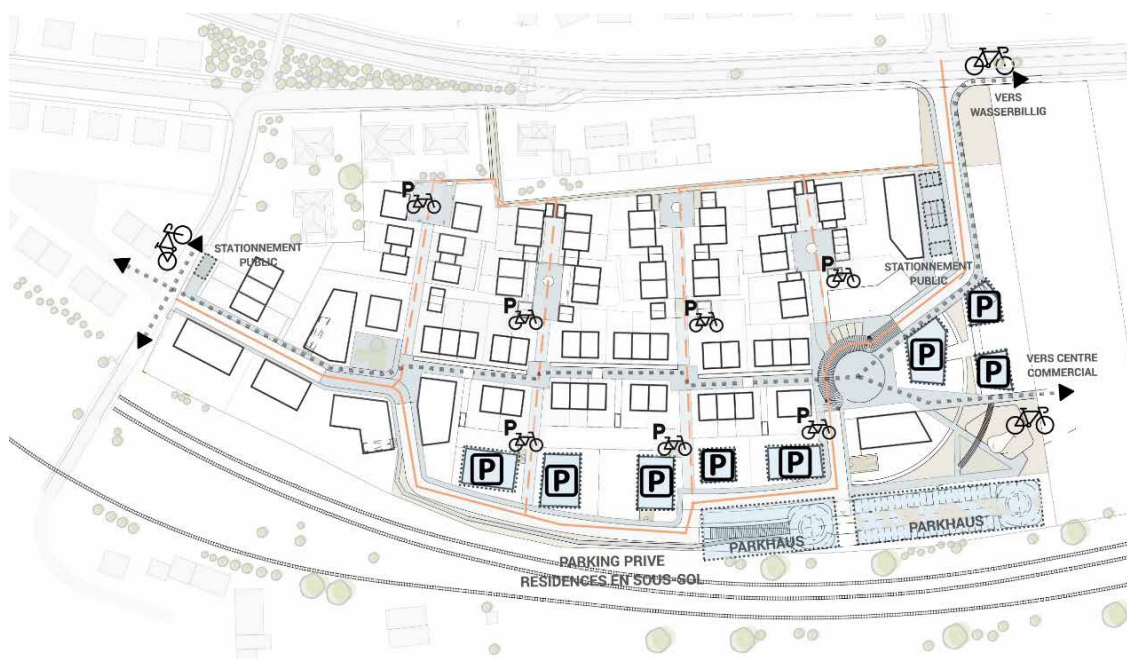 VERS
WASSERBILLIG
P
STATIONNEMENT
PUBLIC
STATIONNEMENT
PUBLIC
P
P
P
P
P
P
VERS CENTRE
COMMERCIAL
P
P
P
P
P
P
P
P
P
P
PARKHAUS
PARKHAUS
PARKING PRIVE
RESIDENCES EN SOUS-SOL